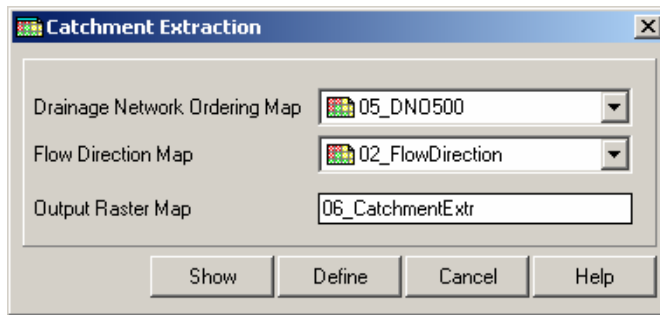 Catchment Extraction
Drainage Network Ordering Map 05_DNO500
Flow Direction Map 02_FlowDirection
Output Raster Map 06_CatchmentExtr
Show Define Cancel Help